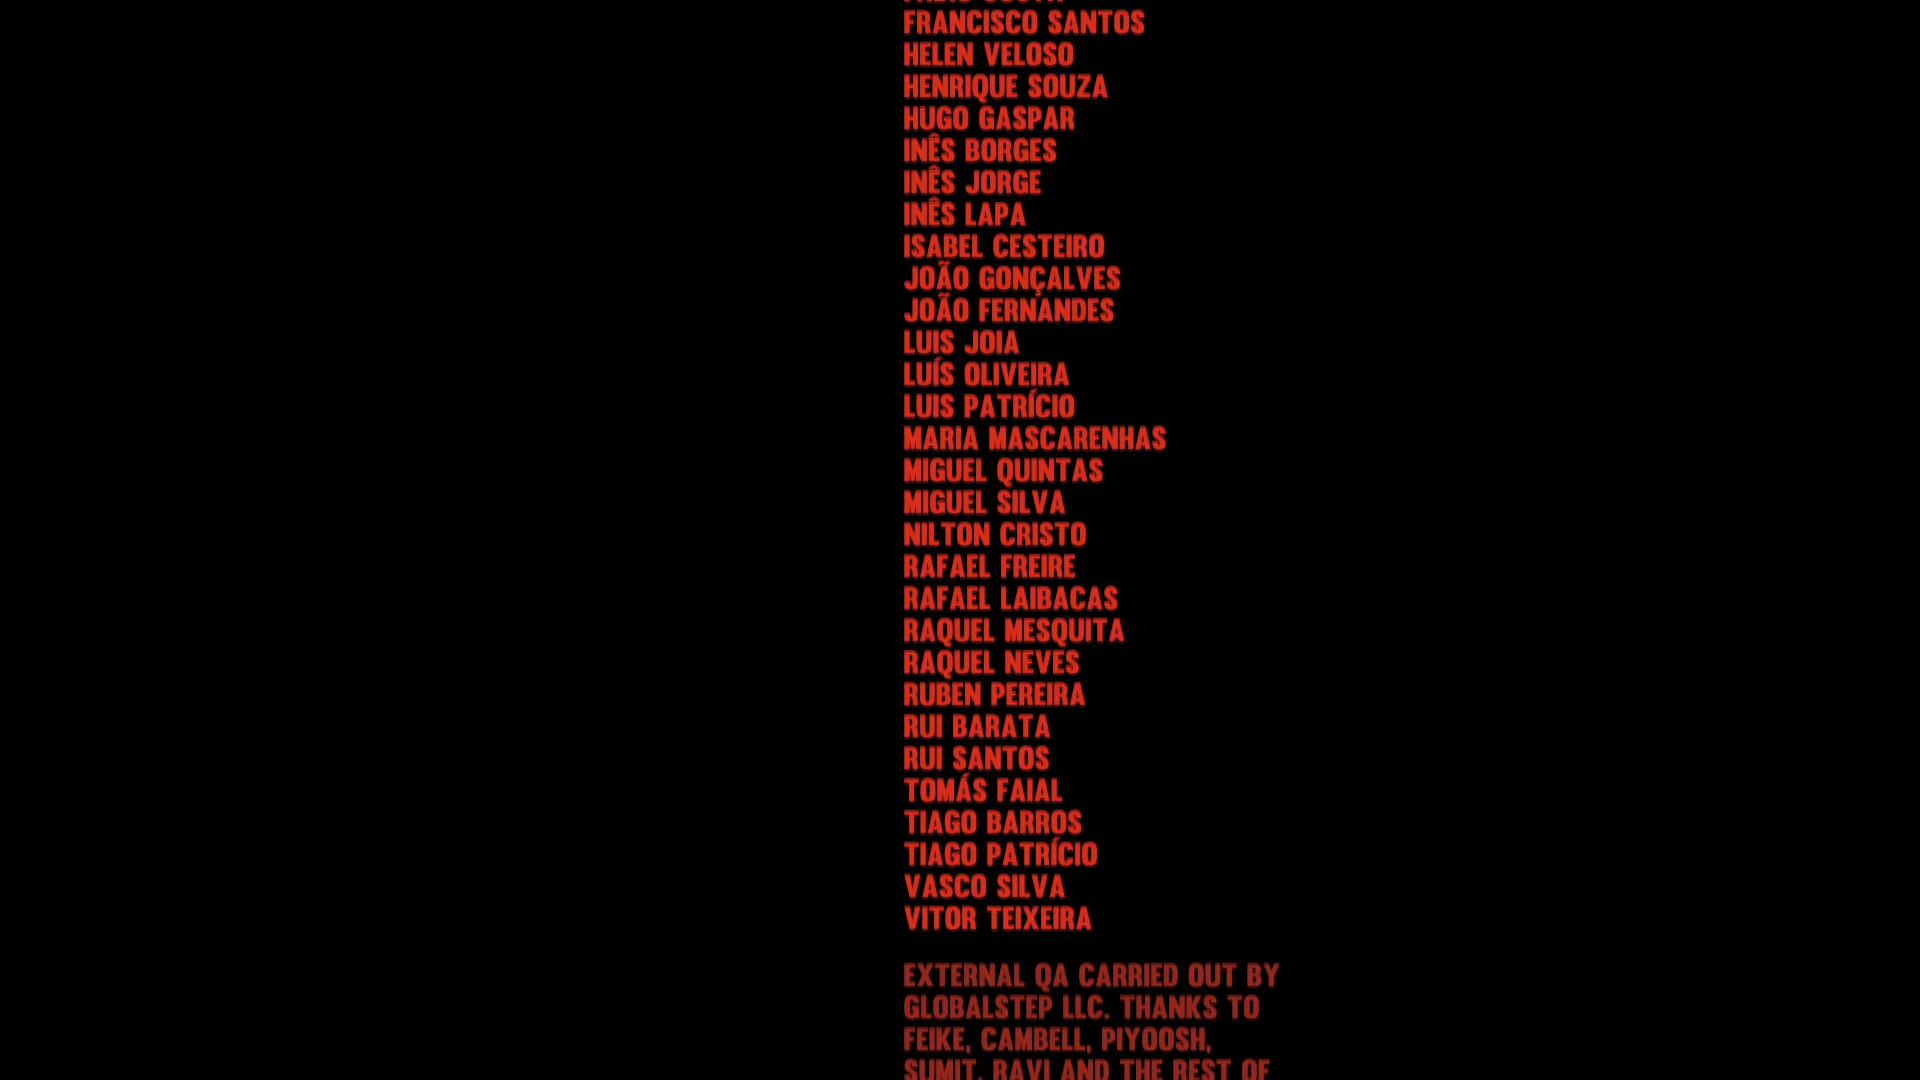 FRANCISCO SANTOS
HELEN VELOSO
HENRIQUE SOUZA
HUGO GASPAR
INÊS BORGES
INÊS JORGE
INÊS LAPA
ISABEL CESTEIRO
JOÃO GONÇALVES
JOÃO FERNANDES
LUIS JOIA
LUÍS OLIVEIRA
LUIS PATRÍCIO
MARIA MASCARENHAS
MIGUEL QUINTAS
MIGUEL SILVA
NILTON CRISTO
RAFAEL FREIRE
RAFAEL LAIBACAS
RAQUEL MESQUITA
RAQUEL NEVES
RUBEN PEREIRA
RUI BARATA
RUI SANTOS
TOMÁS FAIAL
TIAGO BARROS
TIAGO PATRÍCIO
VASCO SILVA
VITOR TEIXEIRA
EXTERNAL QA CARRIED OUT BY
GLOBALSTEP LLC. THANKS TO
FEIKE, CAMBELL, PIYOOSH,
SUMIT, RAVI AND THE REST OF